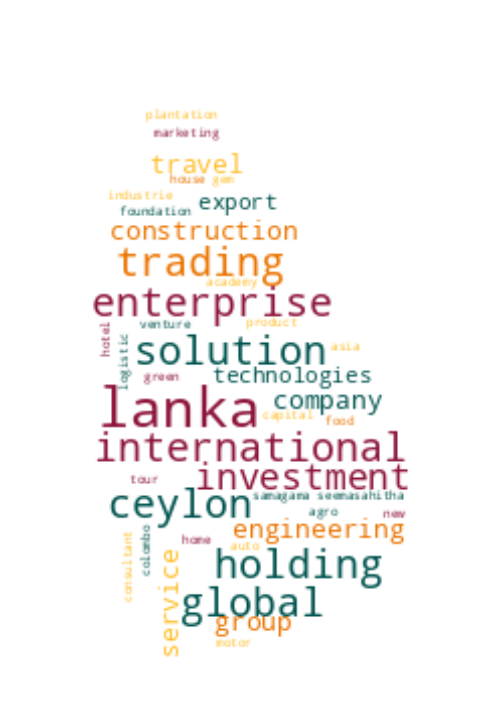 plantation
marketing
travel
house gem
industrie
export
foundation
construction
trading
academy
enterprise
venture product
hotel
logistic
solution asia
technologies
green
company
lanka
capital food
international
investment
tour
ceylon samagama seemasahitha
agro new
engineering
consultant
colombo
home auto
holding
service
global
group
motor